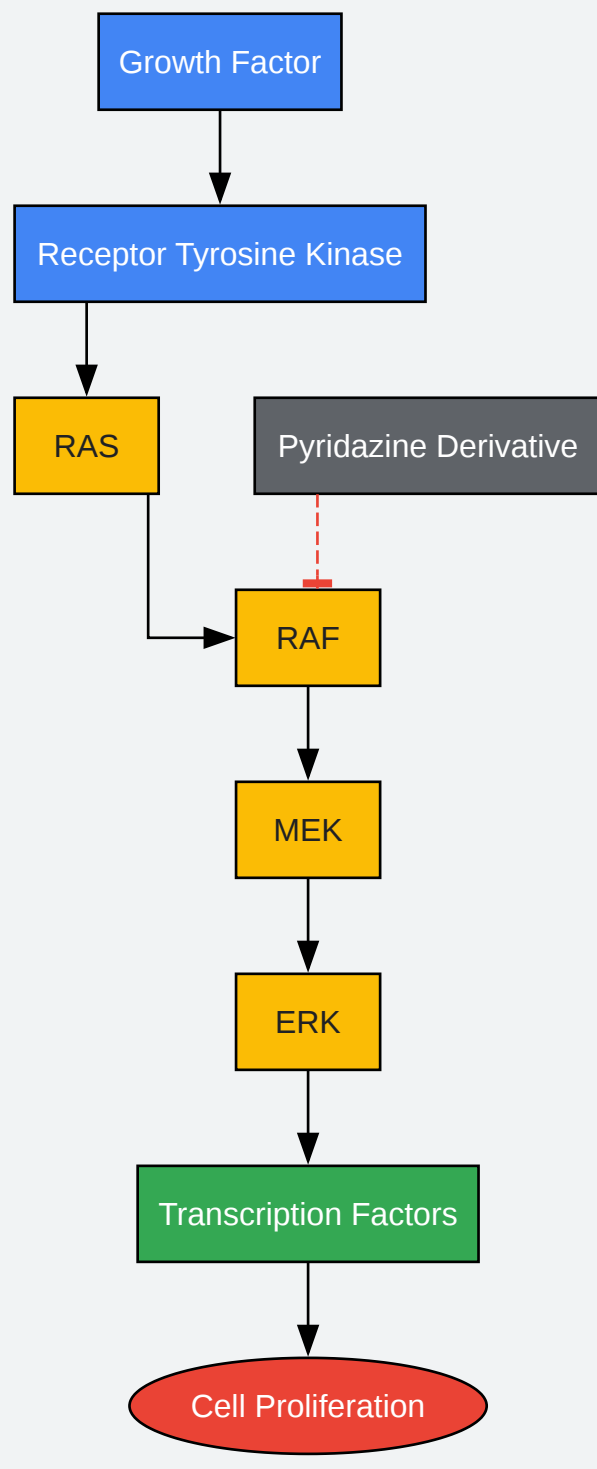 Growth Factor
Receptor Tyrosine Kinase
RAS
Pyridazine Derivative
RAF
MEK
ERK
Transcription Factors
Cell Proliferation